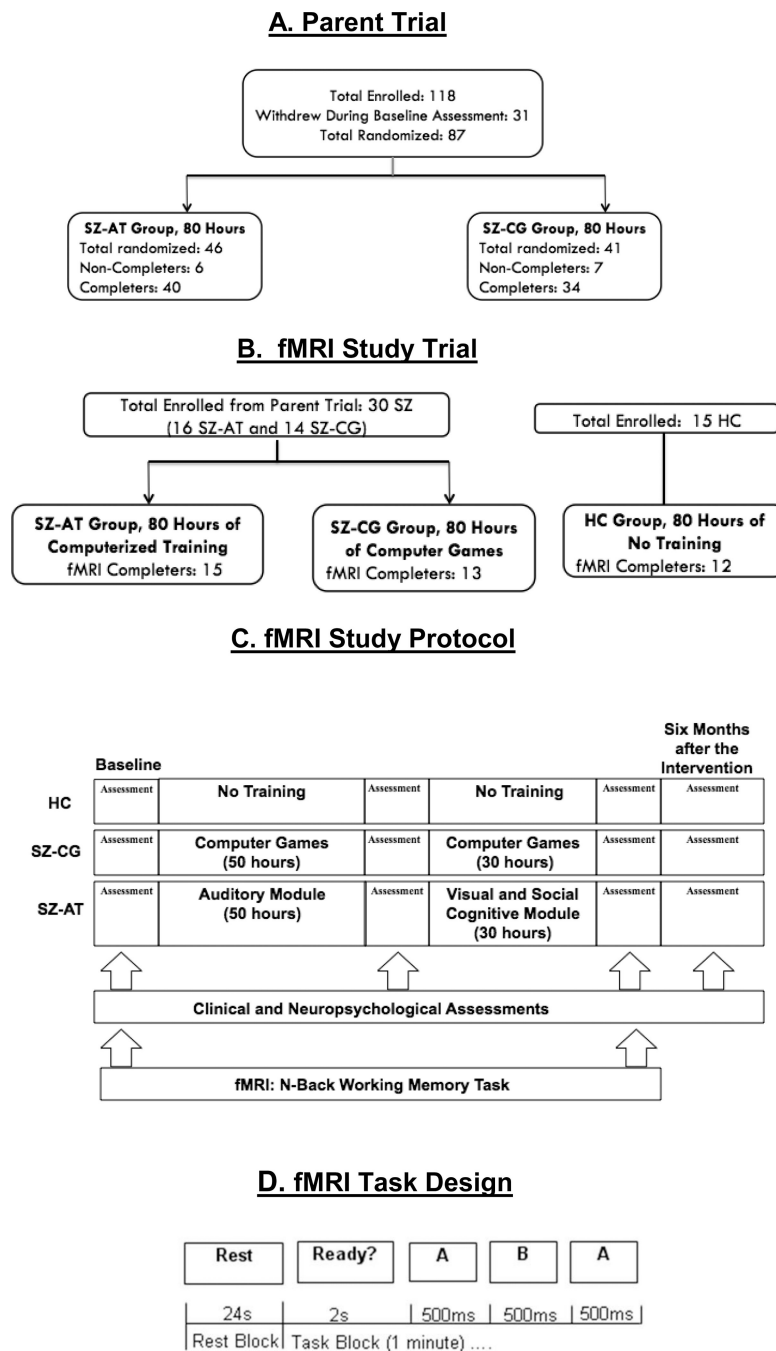 A. Parent Trial
Total Enrolled: 118
Withdrew During Baseline Assessment: 31
Total Randomized: 87
SZ-AT Group, 80 Hours
Total randomized: 46
Non-Completers: 6
Completers: 40
SZ-CG Group, 80 Hours
Total randomized: 41
Non-Completers: 7
Completers: 34
B. fMRI Study Trial
Total Enrolled from Parent Trial: 30 SZ
(16 SZ-AT and 14 SZ-CG)
Total Enrolled: 15 HC
SZ-AT Group, 80 Hours of
Computerized Training
fMRI Completers: 15
SZ-CG Group, 80 Hours
of Computer Games
fMRI Completers: 13
HC Group, 80 Hours of
No Training
fMRI Completers: 12
C. fMRI Study Protocol
Baseline
Six Months
after the
Intervention
HC
Assessment
No Training
Assessment
No Training
Assessment
Assessment
SZ-CG
Assessment
Computer Games
(50 hours)
Assessment
Computer Games
(30 hours)
Assessment
Assessment
SZ-AT
Assessment
Auditory Module
(50 hours)
Assessment
Visual and Social
Cognitive Module
(30 hours)
Assessment
Assessment
Clinical and Neuropsychological Assessments
fMRI: N-Back Working Memory Task
D. fMRI Task Design
Rest
Ready?
A
B
A
24s
2s
500ms
500ms
500ms
Rest Block
Task Block (1 minute) ....